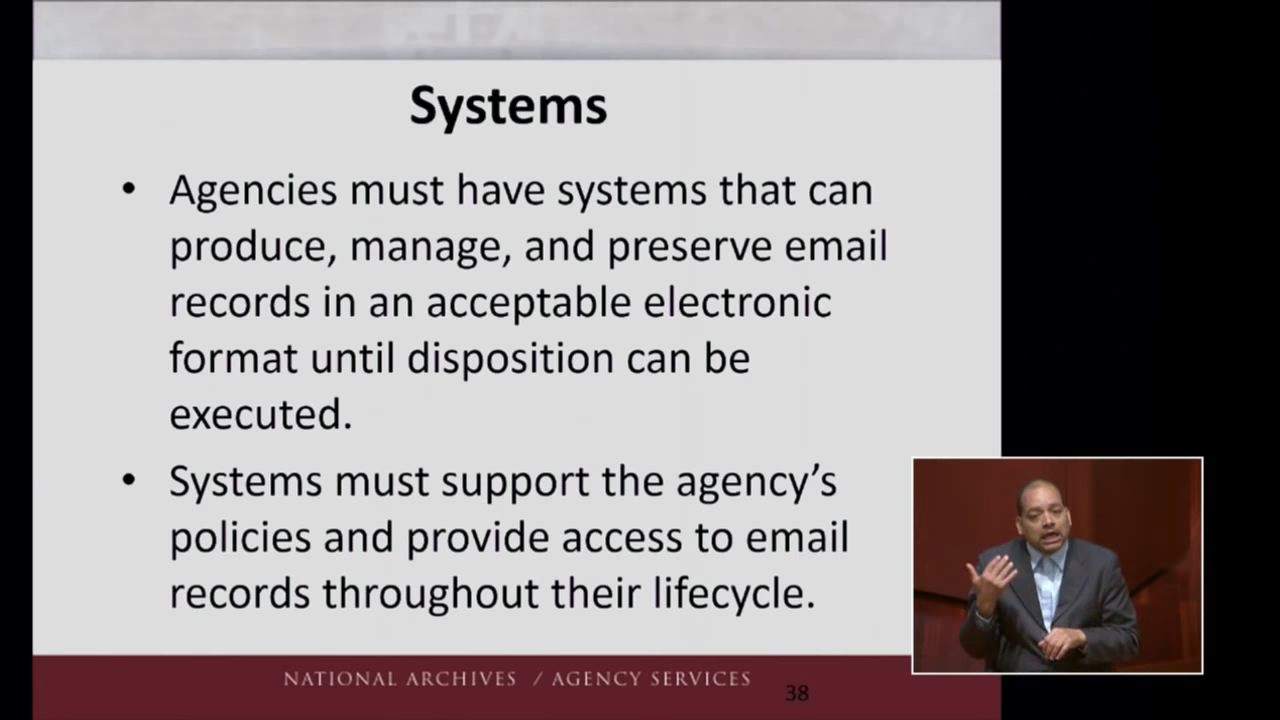 Systems
• Agencies must have systems that can
produce, manage, and preserve email
records in an acceptable electronic
format until disposition can be
executed.
• Systems must support the agency’s
policies and provide access to email
records throughout their lifecycle.
NATIONAL ARCHIVES / AGENCY SERVICES
38